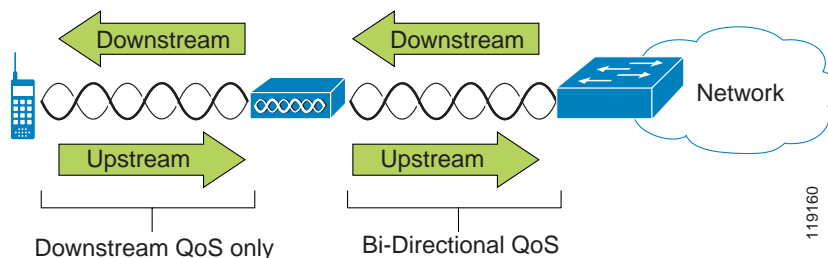 Downstream
Downstream
Network
Upstream
Upstream
Downstream QoS only
Bi-Directional QoS
119160